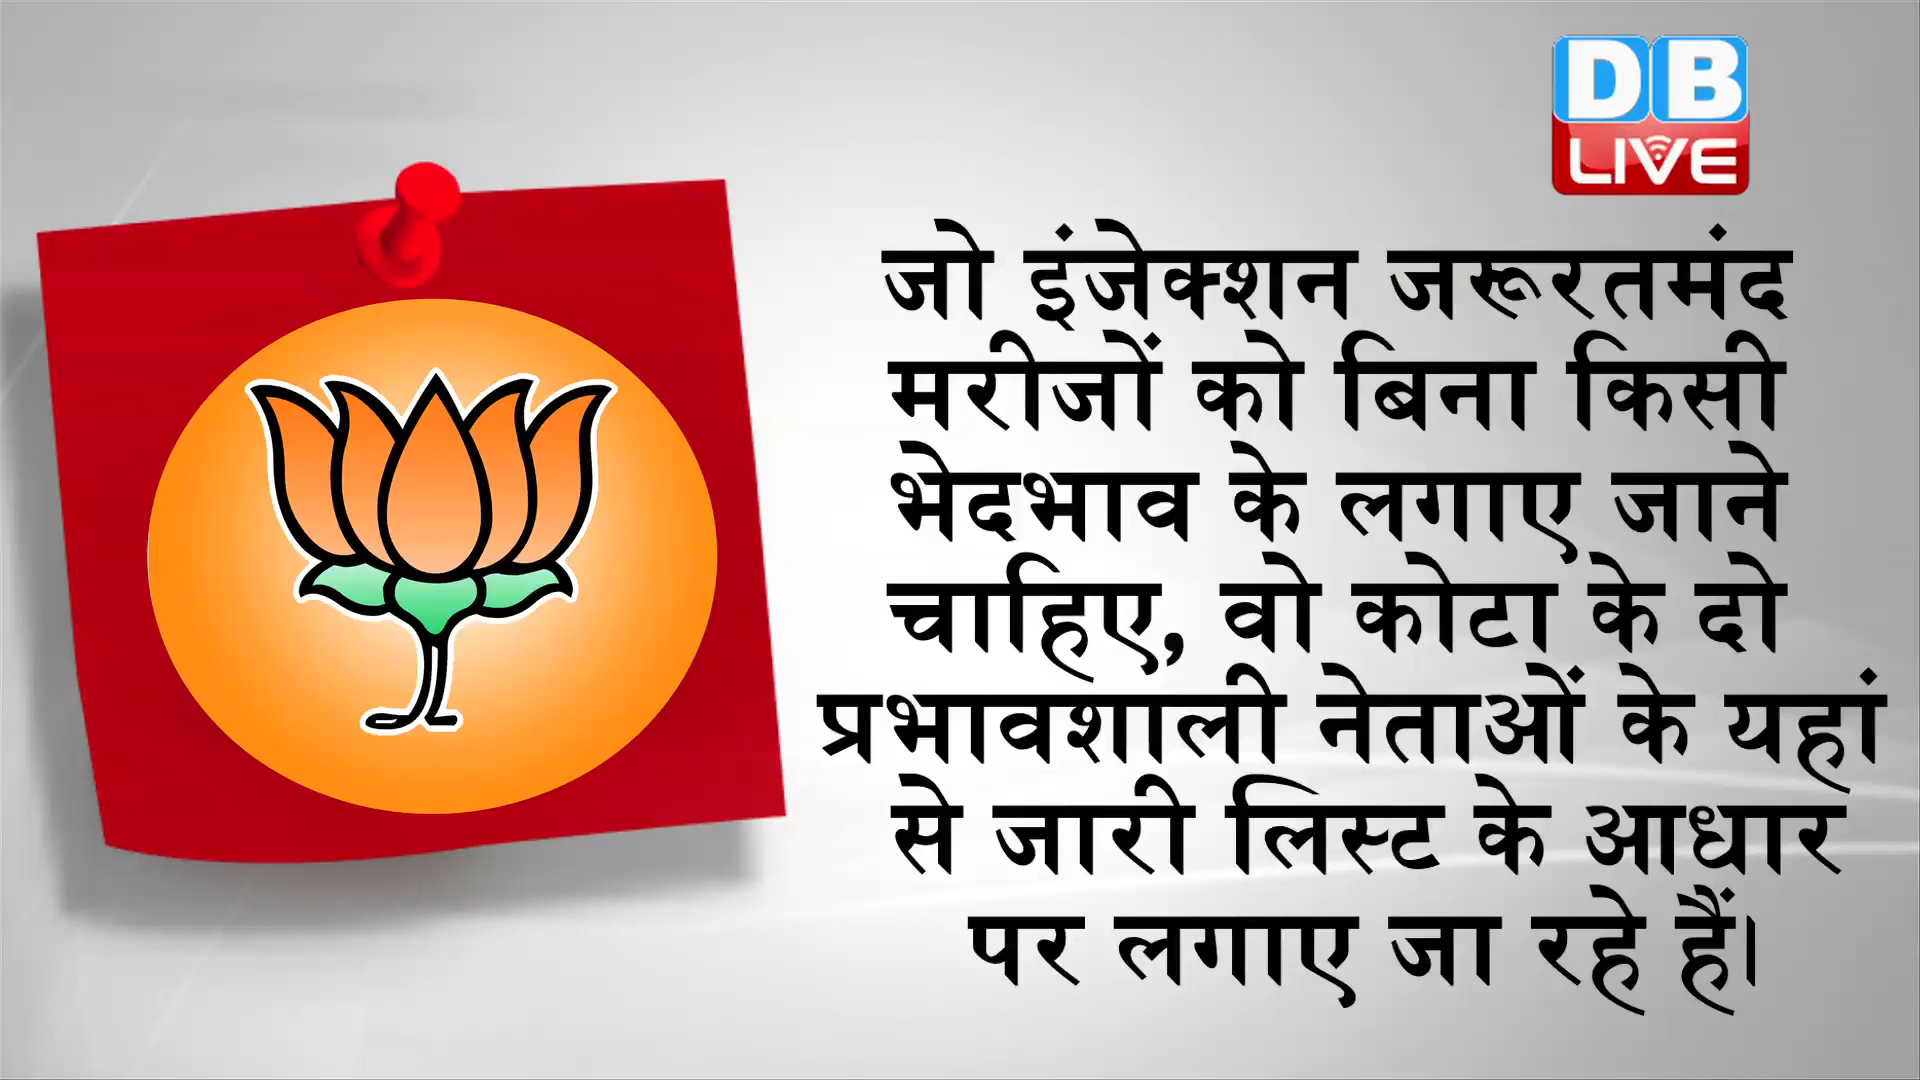 DB
LIVE
जो इंजेक्शन जरूरतमंद
मरीजों को बिना किसी
भेदभाव के लगाए जाने
चाहिए, वो कोटा के दो
प्रभावशाली नेताओं के यहां
से जारी लिस्ट के आधार
पर लगाए जा रहे हैं।